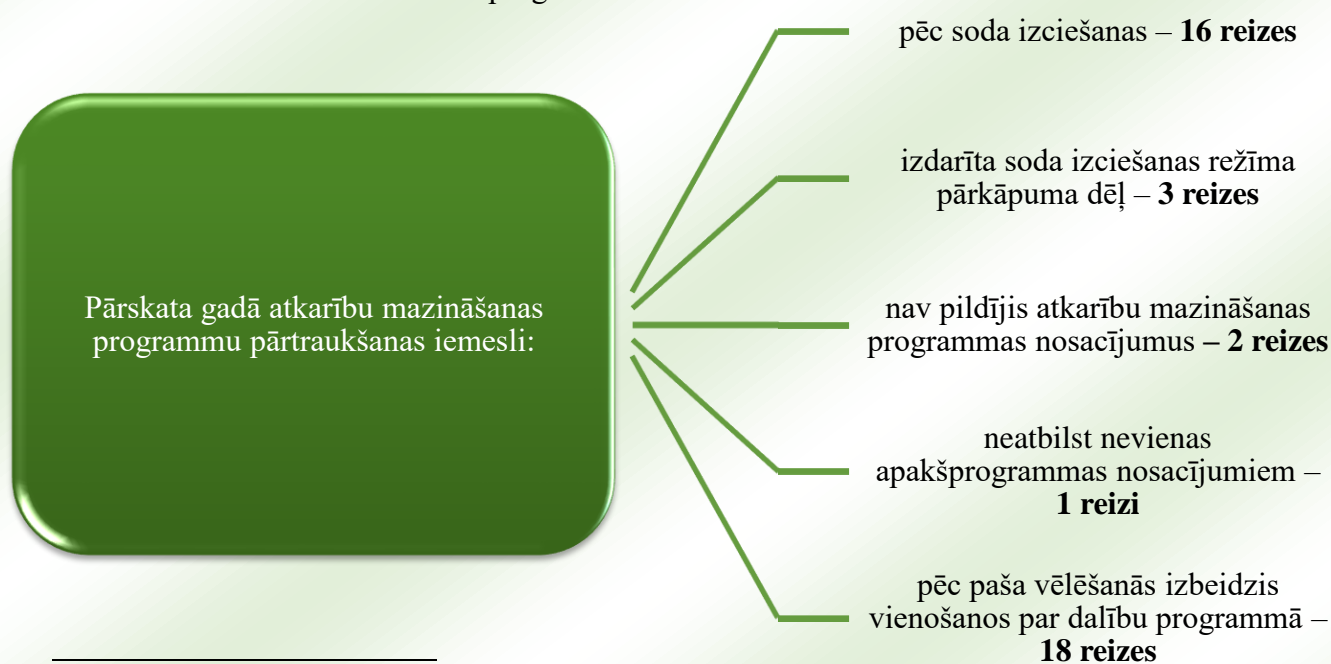 pēc soda izciešanas – 16 reizes
izdarīta soda izciešanas režīma
pārkāpuma dēļ – 3 reizes
Pārskata gadā atkarību mazināšanas
programmu pārtraukšanas iemesli:
nav pildījis atkarību mazināšanas
programmas nosacījumus – 2 reizes
neatbilst nevienas
apakšprogrammas nosacījumiem –
1 reizi
pēc paša vēlēšanās izbeidzis
vienošanos par dalību programmā –
18 reizes